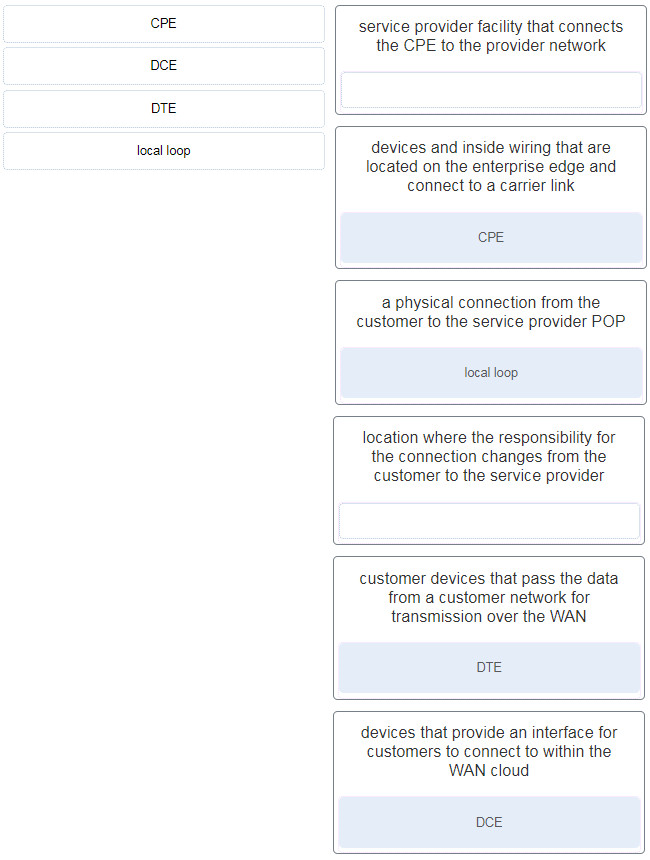 CPE
DCE
DTE
local loop
service provider facility that connects
the CPE to the provider network
devices and inside wiring that are
located on the enterprise edge and
connect to a carrier link
CPE
a physical connection from the
customer to the service provider POP
local loop
location where the responsibility for
the connection changes from the
customer to the service provider
customer devices that pass the data
from a customer network for
transmission over the WAN
DTE
devices that provide an interface for
customers to connect to within the
WAN cloud
DCE